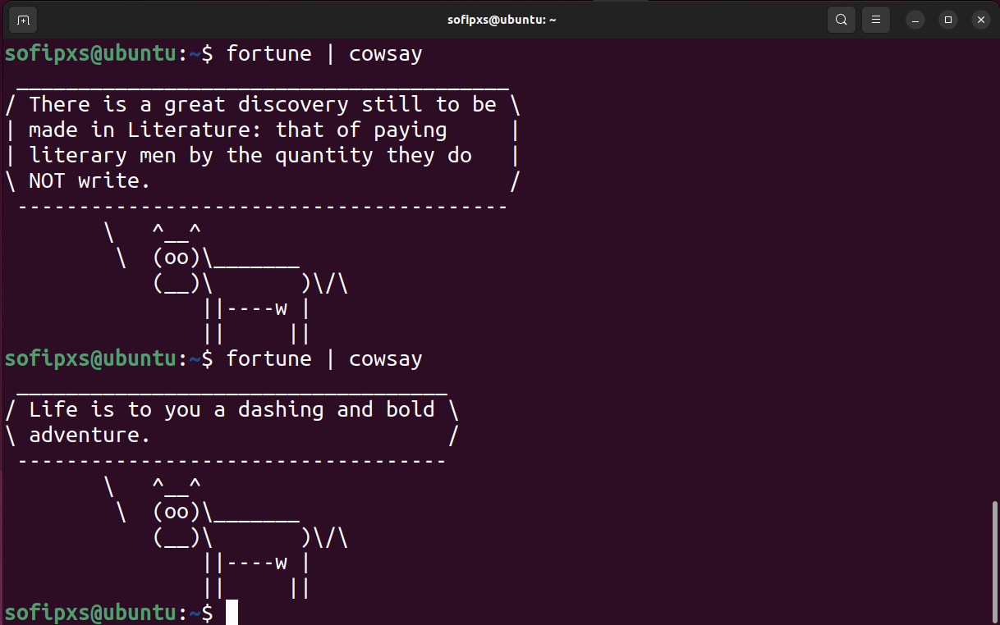 sofipxs@ubuntu: ~
sofipxs@ubuntu:~$ fortune | cowsay
 ________________________________________
/ There is a great discovery still to be \
| made in Literature: that of paying     |
| literary men by the quantity they do   |
\ NOT write.                             /
 ----------------------------------------
        \   ^__^
         \  (oo)\_______
            (__)\       )\/\
                ||----w |
                ||     ||
sofipxs@ubuntu:~$ fortune | cowsay
 ___________________________________
/ Life is to you a dashing and bold \
\ adventure.                        /
 -----------------------------------
        \   ^__^
         \  (oo)\_______
            (__)\       )\/\
                ||----w |
                ||     ||
sofipxs@ubuntu:~$